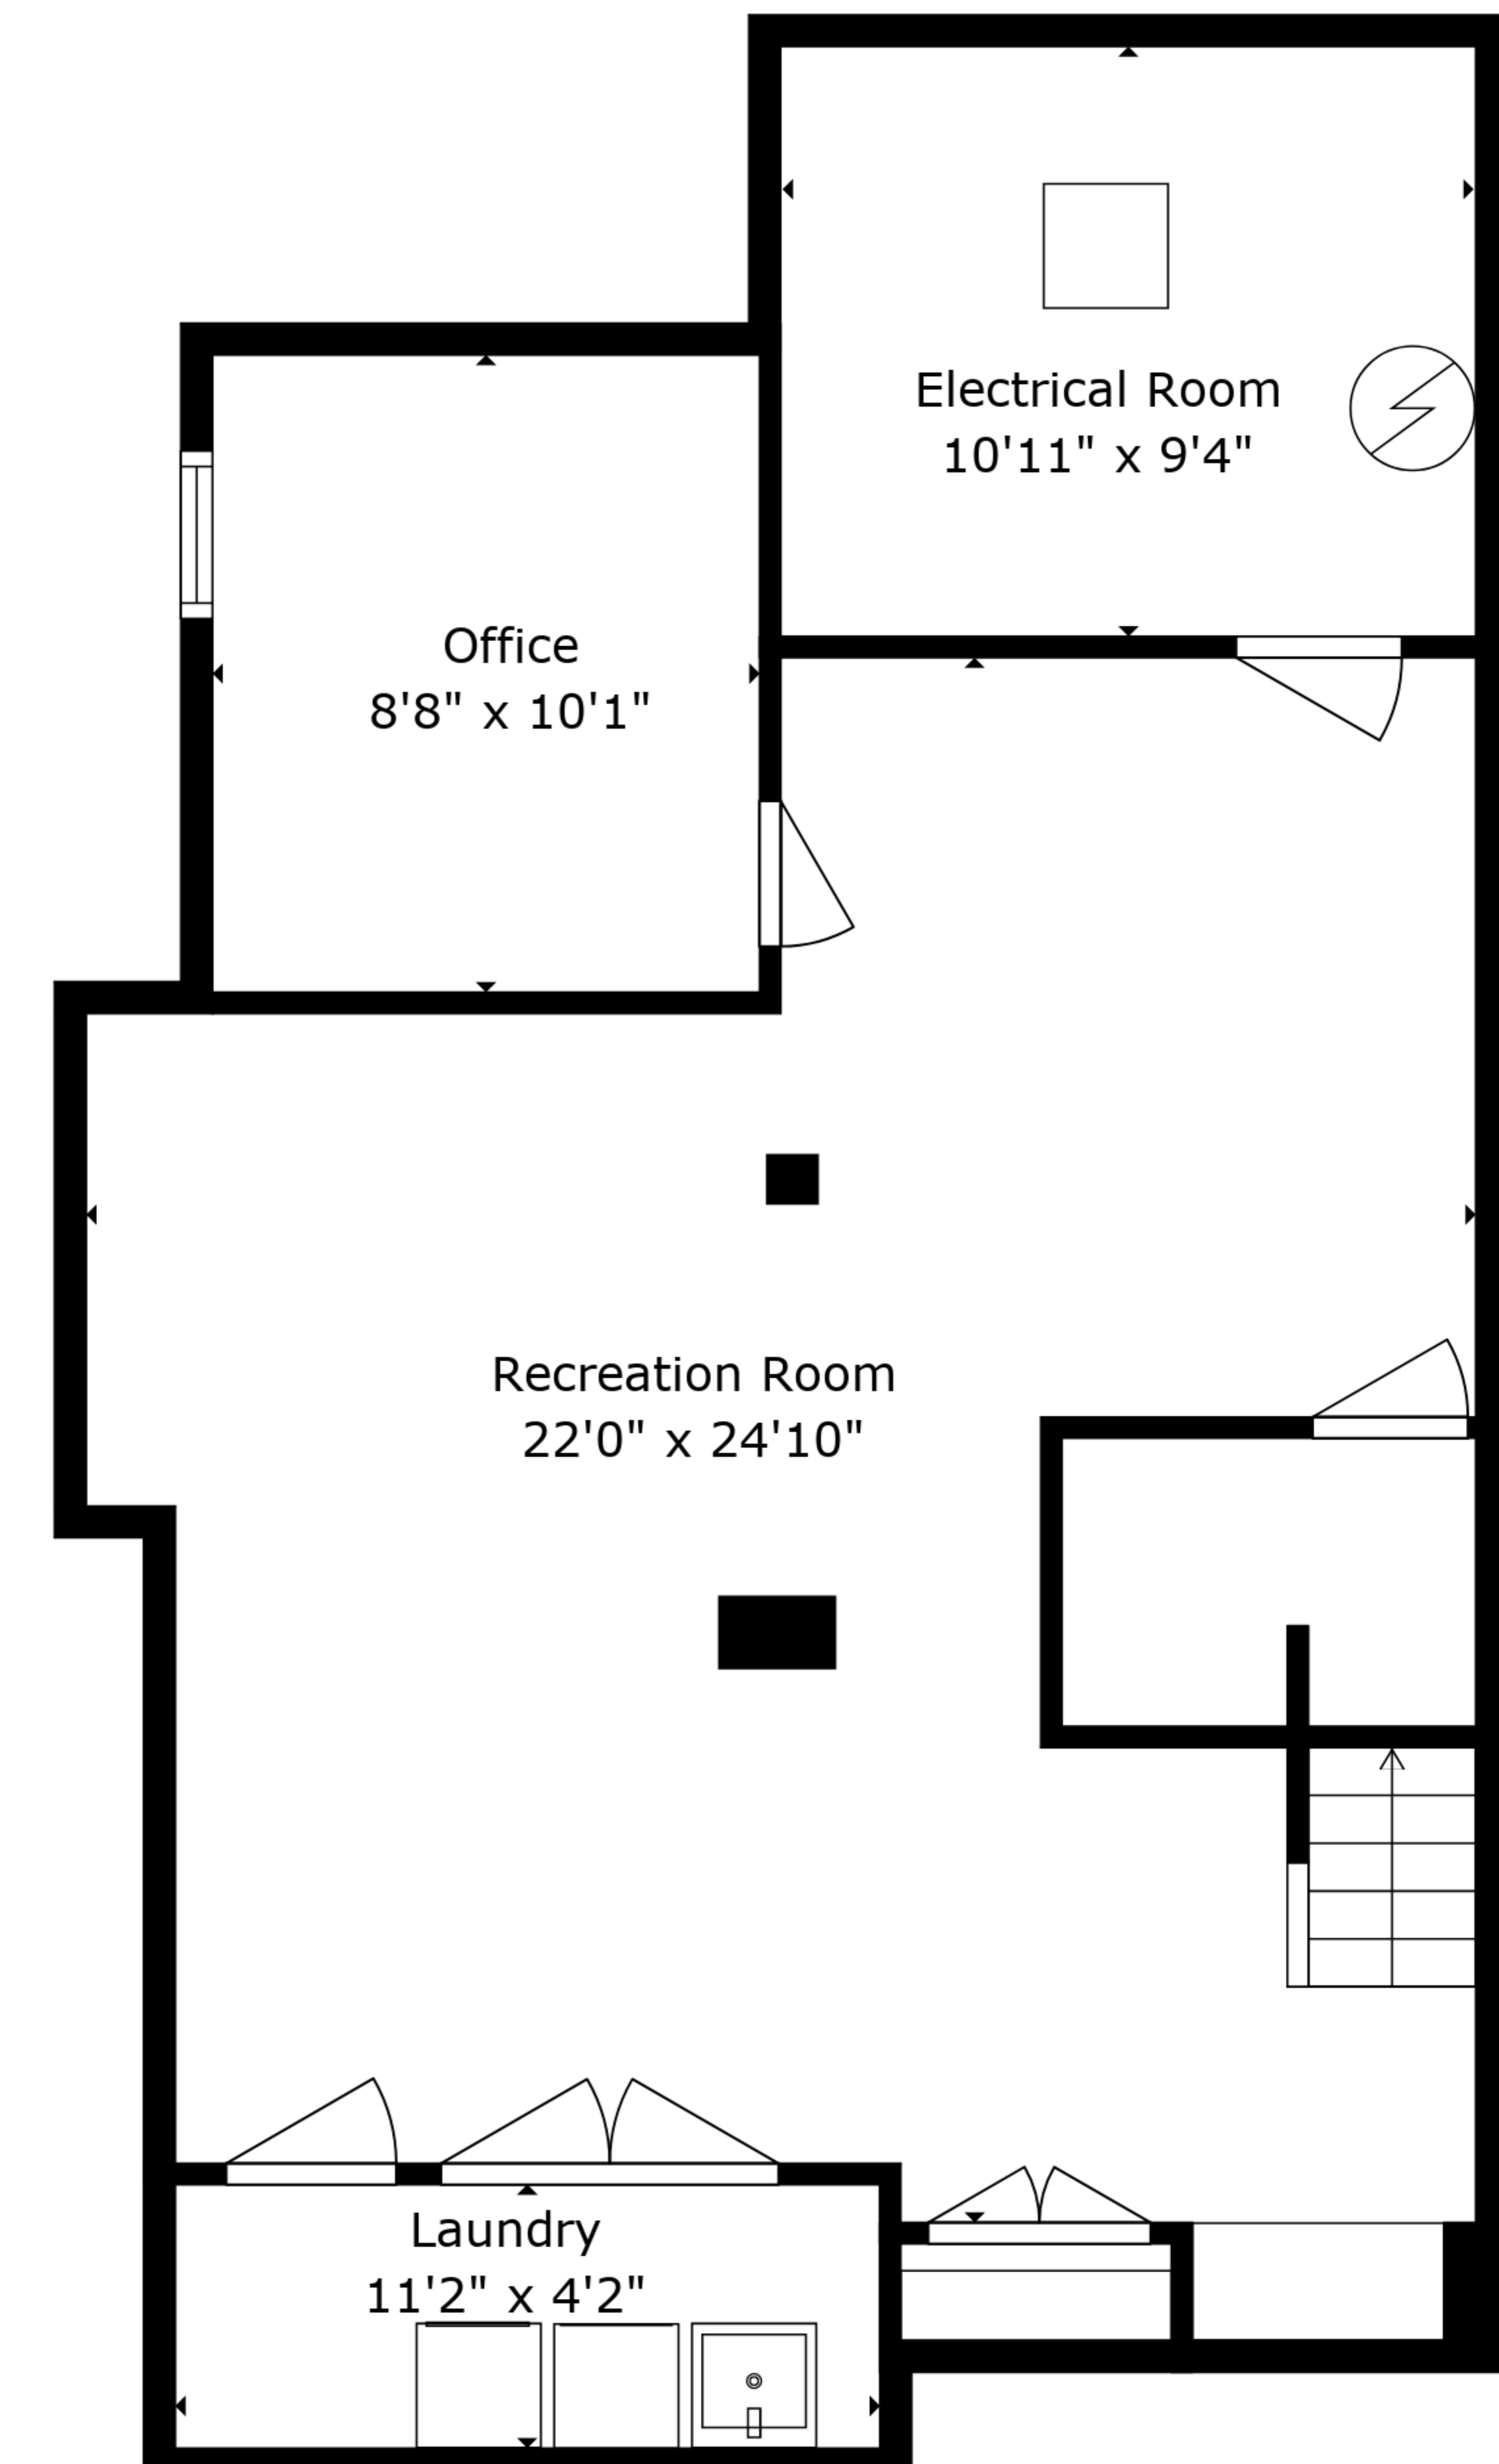 Electrical Room
10'11" x 9'4"
Office
8'8" x 10'1"
Recreation Room
22'0" x 24'10"
Laundry
11'2" x 4'2"